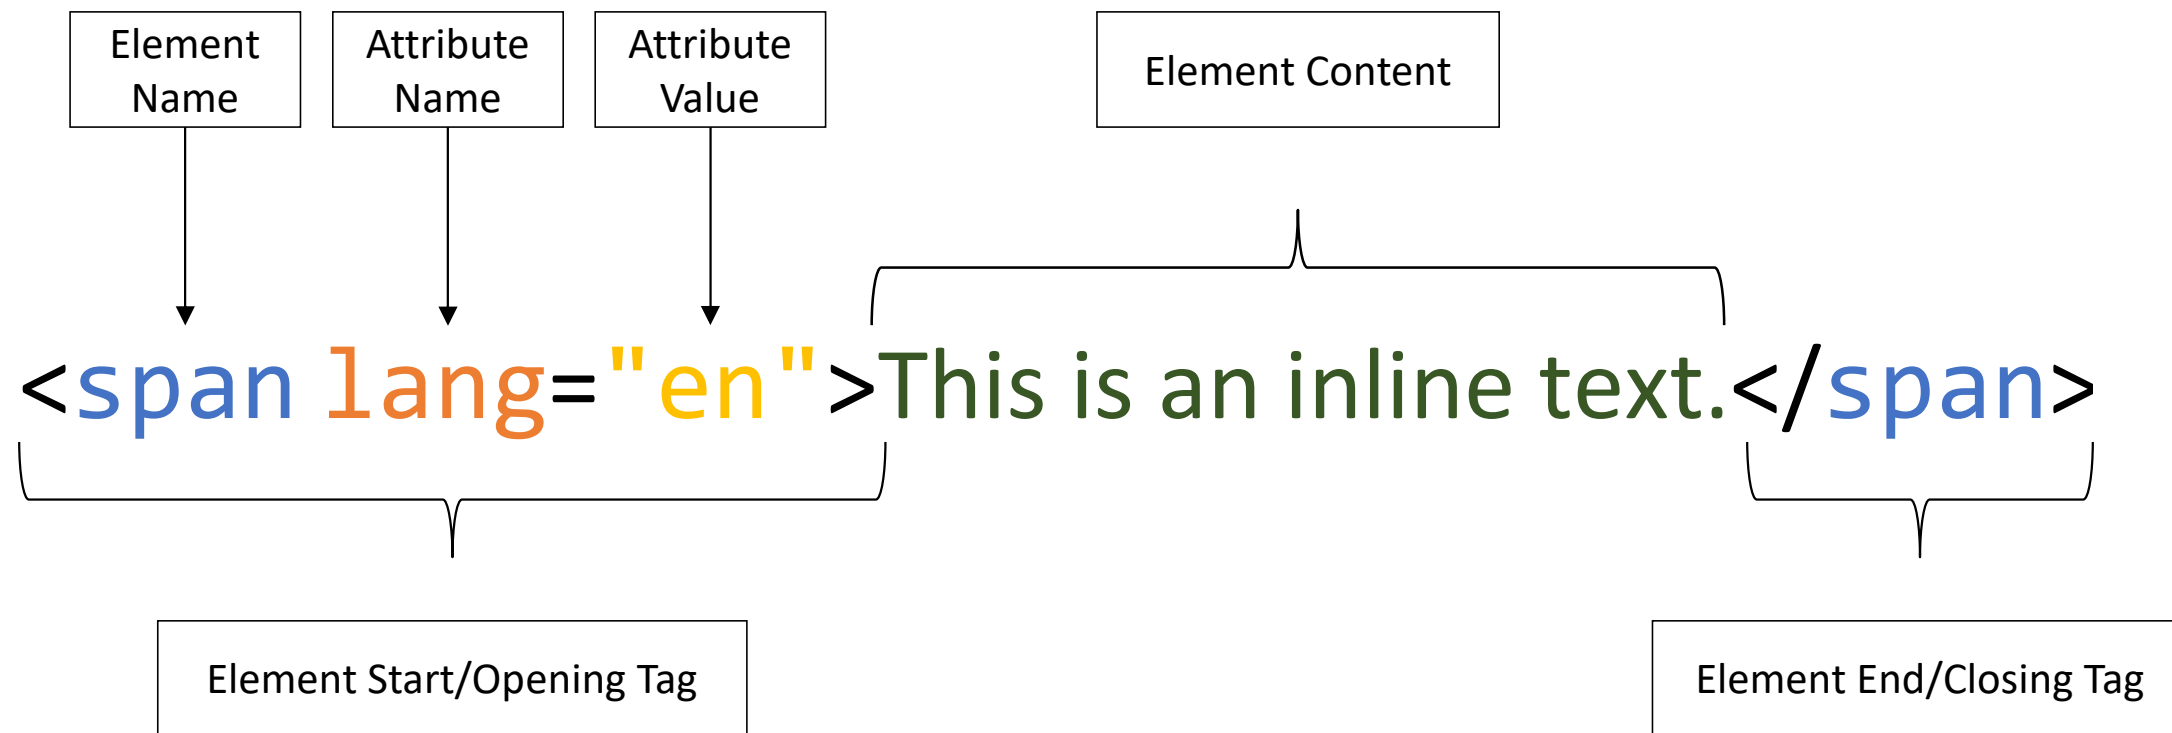 Element
Name
Attribute
Name
Attribute
Value
Element Content
<span lang="en">This is an inline text.</span>
Element Start/Opening Tag
Element End/Closing Tag